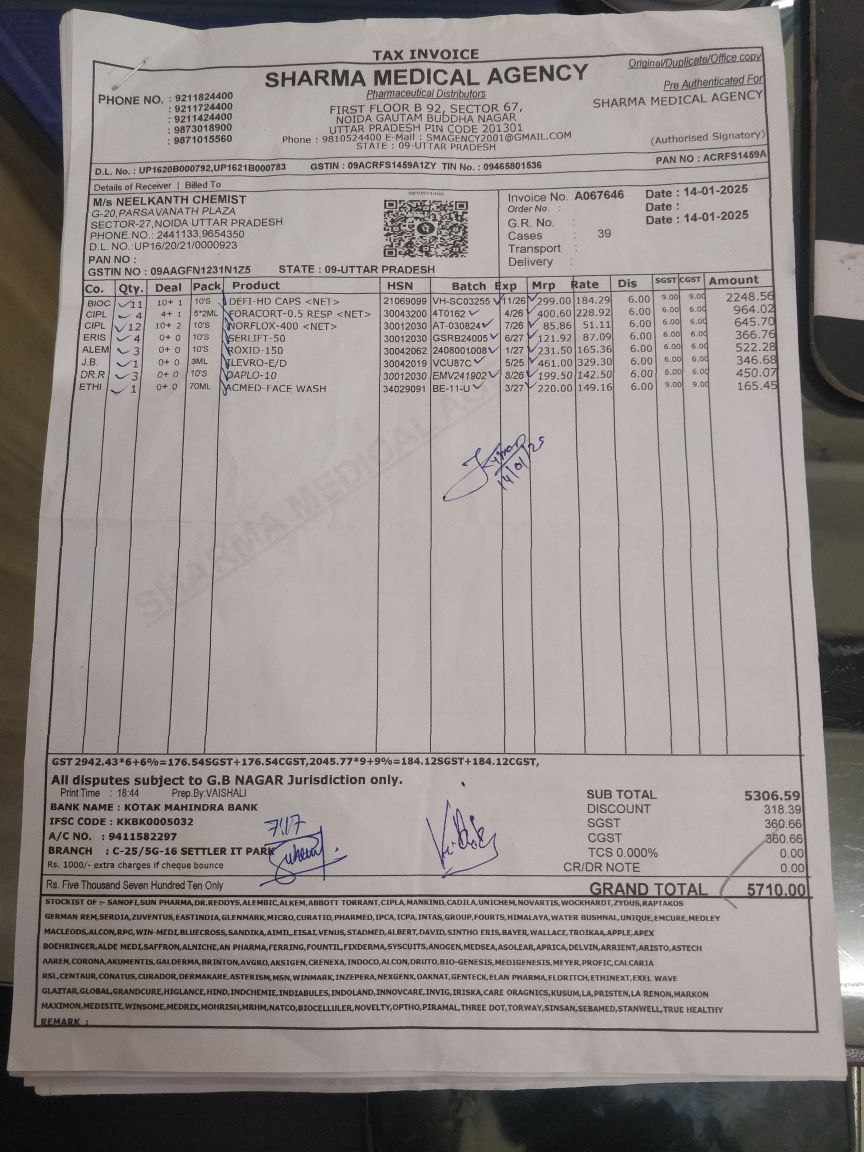 TAX INVOICE
Original/Duplicate/Office copy
SHARMA MEDICAL AGENCY
Pharmaceutical Distributors
Pre Authenticated For
SHARMA MEDICAL AGENCY
PHONE NO. : 9211824400
: 9211724400
: 9211424400
: 9873018900
: 9871015560
FIRST FLOOR B 92, SECTOR 67,
NOIDA GAUTAM BUDDHA NAGAR
UTTAR PRADESH PIN CODE 201301
Phone : 9810524400 E-Mail : SMAGENCY2001@GMAIL.COM
STATE : 09-UTTAR PRADESH
(Authorised Signatory)
D.L. No. : UP1620B000792,UP1621B000783 GSTIN : 09ACRFS1459A1ZY TIN No. : 09465801536 PAN NO : ACRFS1459A
Details of Receiver | Billed To
M/s NEELKANTH CHEMIST
G-20,PARSAVANATH PLAZA
SECTOR-27,NOIDA UTTAR PRADESH
PHONE.NO.: 2441133,9654350
D.L. NO.:UP16/20/21/0000923
PAN NO :
GSTIN NO : 09AAGFN1231N1Z5 STATE : 09-UTTAR PRADESH
Invoice No. A067646 Date : 14-01-2025
Order No. : Date :
G.R. No. : Date : 14-01-2025
Cases : 39
Transport :
Delivery :
Co. Qty. Deal Pack Product HSN Batch Exp Mrp Rate Dis SGST CGST Amount
BIOC 11 10+ 1 10'S DEFI-HD CAPS <NET> 21069099 VH-SC03255 11/26 299.00 184.29 6.00 9.00 9.00 2248.56
CIPL 4 4+ 1 5*2ML FORACORT-0.5 RESP <NET> 30043200 4T0162 4/26 400.60 228.92 6.00 6.00 6.00 964.02
CIPL 12 10+ 2 10'S NORFLOX-400 <NET> 30012030 AT-030824 7/26 85.86 51.11 6.00 6.00 6.00 645.70
ERIS 4 0+ 0 10'S SERLIFT-50 30012030 GSRB24005 6/27 121.92 87.09 6.00 6.00 6.00 366.76
ALEM 3 0+ 0 10'S ROXID-150 30042062 2408001008 1/27 231.50 165.36 6.00 6.00 6.00 522.28
J.B. 1 0+ 0 3ML LEVRO-E/D 30042019 VCU87C 5/25 461.00 329.30 6.00 6.00 6.00 346.68
DR.R 3 0+ 0 10'S DAPLO-10 30012030 EMV241902 8/26 199.50 142.50 6.00 6.00 6.00 450.07
ETHI 1 0+ 0 70ML ACMED-FACE WASH 34029091 BE-11-U 3/27 220.00 149.16 6.00 9.00 9.00 165.45
14/01/25
SHARMA MEDICAL
GST 2942.43*6+6%=176.54SGST+176.54CGST,2045.77*9+9%=184.12SGST+184.12CGST,
All disputes subject to G.B NAGAR Jurisdiction only.
Print Time : 18:44 Prep.By:VAISHALI
BANK NAME : KOTAK MAHINDRA BANK
IFSC CODE : KKBK0005032
A/C NO. : 9411582297
BRANCH : C-25/5G-16 SETTLER IT PARK
Rs. 1000/- extra charges if cheque bounce
SUB TOTAL 5306.59
DISCOUNT 318.39
SGST 360.66
CGST 360.66
TCS 0.000% 0.00
CR/DR NOTE 0.00
Rs. Five Thousand Seven Hundred Ten Only
GRAND TOTAL 5710.00
STOCKIST OF :- SANOFI,SUN PHARMA,DR.REDDYS,ALEMBIC,ALKEM,ABBOTT TORRANT,CIPLA,MANKIND,CADILA,UNICHEM,NOVARTIS,WOCKHARDT,ZYDUS,RAPTAKOS
GERMAN REM,SERDIA,ZUVENTUS,EASTINDIA,GLENMARK,MICRO,CURATIO,PHARMED,IPCA,ICPA,INTAS,GROUP,FOURTS,HIMALAYA,WATER BUSHNAL,UNIQUE,EMCURE,MEDLEY
MACLEODS,ALCON,RPG,WIN-MEDI,BLUECROSS,SANDIKA,AIMIL,EISAI,VENUS,STADMED,ALBERT,DAVID,SINTHO ERIS,BAYER,WALLACE,TROIKAA,APPLE,APEX
BOEHRINGER,ALDE MEDI,SAFFRON,ALNICHE,AN PHARMA,FERRING,FOUNTIL,FIXDERMA,SYSCUITS,ANOGEN,MEDSEA,ASOLEAR,APRICA,DELVIN,ARRIENT,ARISTO,ASTECH
AAREN,CORONA,AKUMENTIS,GALDERMA,BRINTON,AVGRO,AKSIGEN,CRENEXA,INDOCO,ALCON,DRUTO,BIO-GENESIS,MEDIGENESIS,MEYER,PROFIC,CALCARIA
RSL,CENTAUR,CONATUS,CURADOR,DERMAKARE,ASTERISM,MSN,WINMARK,INZEPERA,NEXGENX,OAKNAT,GENTECK,ELAN PHARMA,ELDRITCH,ETHINEXT,EXEL WAVE
GLAZTAR,GLOBAL,GRANDCURE,HIGLANCE,HIND,INDCHEMIE,INDIABULES,INDOLAND,INNOVCARE,INVIG,IRISKA,CARE ORAGNICS,KUSUM,LA,PRISTEN,LA RENON,MARKON
MAXIMON,MEDISITE,WINSOME,MEDRIX,MOHRISH,MRHM,NATCO,BIOCELLULER,NOVELTY,OPTHO,PIRAMAL,THREE DOT,TORWAY,SINSAN,SEBAMED,STANWELL,TRUE HEALTHY
REMARK :